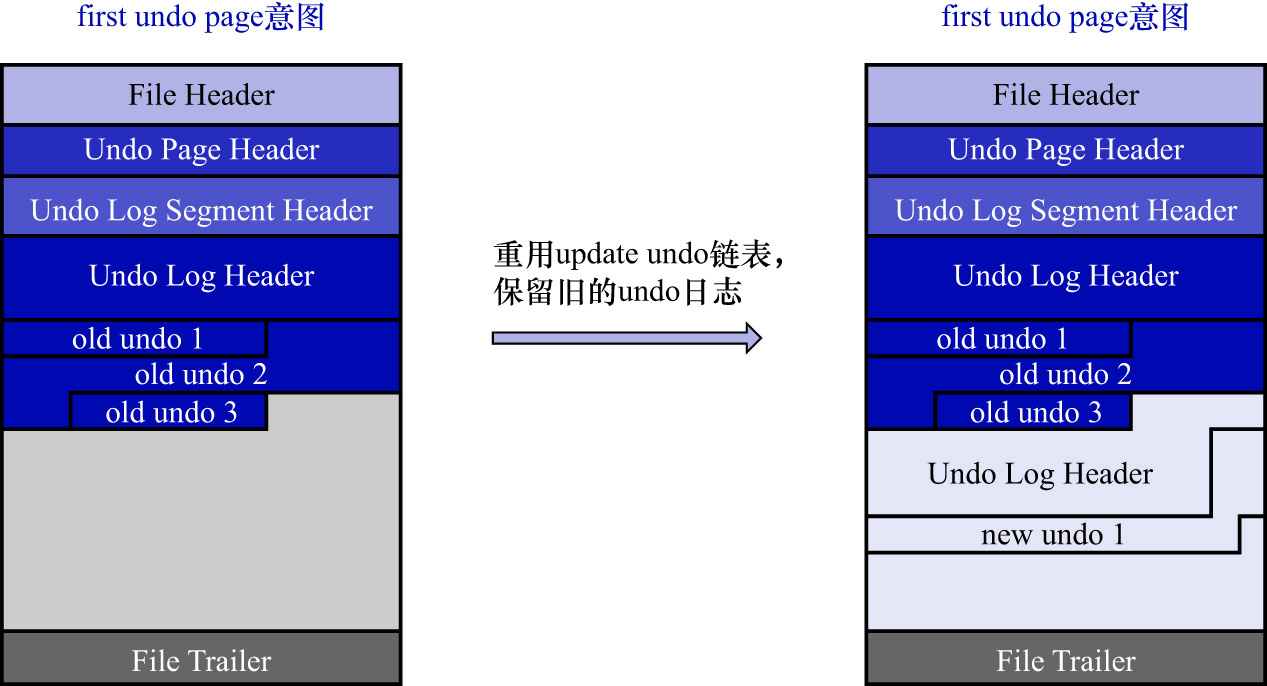 first undo page意图
File Header
Undo Page Header
Undo Log Segment Header
Undo Log Header
old undo 1
old undo 2
old undo 3
File Trailer
重用update undo链表，
保留旧的undo日志
first undo page意图
File Header
Undo Page Header
Undo Log Segment Header
Undo Log Header
old undo 1
old undo 2
old undo 3
Undo Log Header
new undo 1
File Trailer